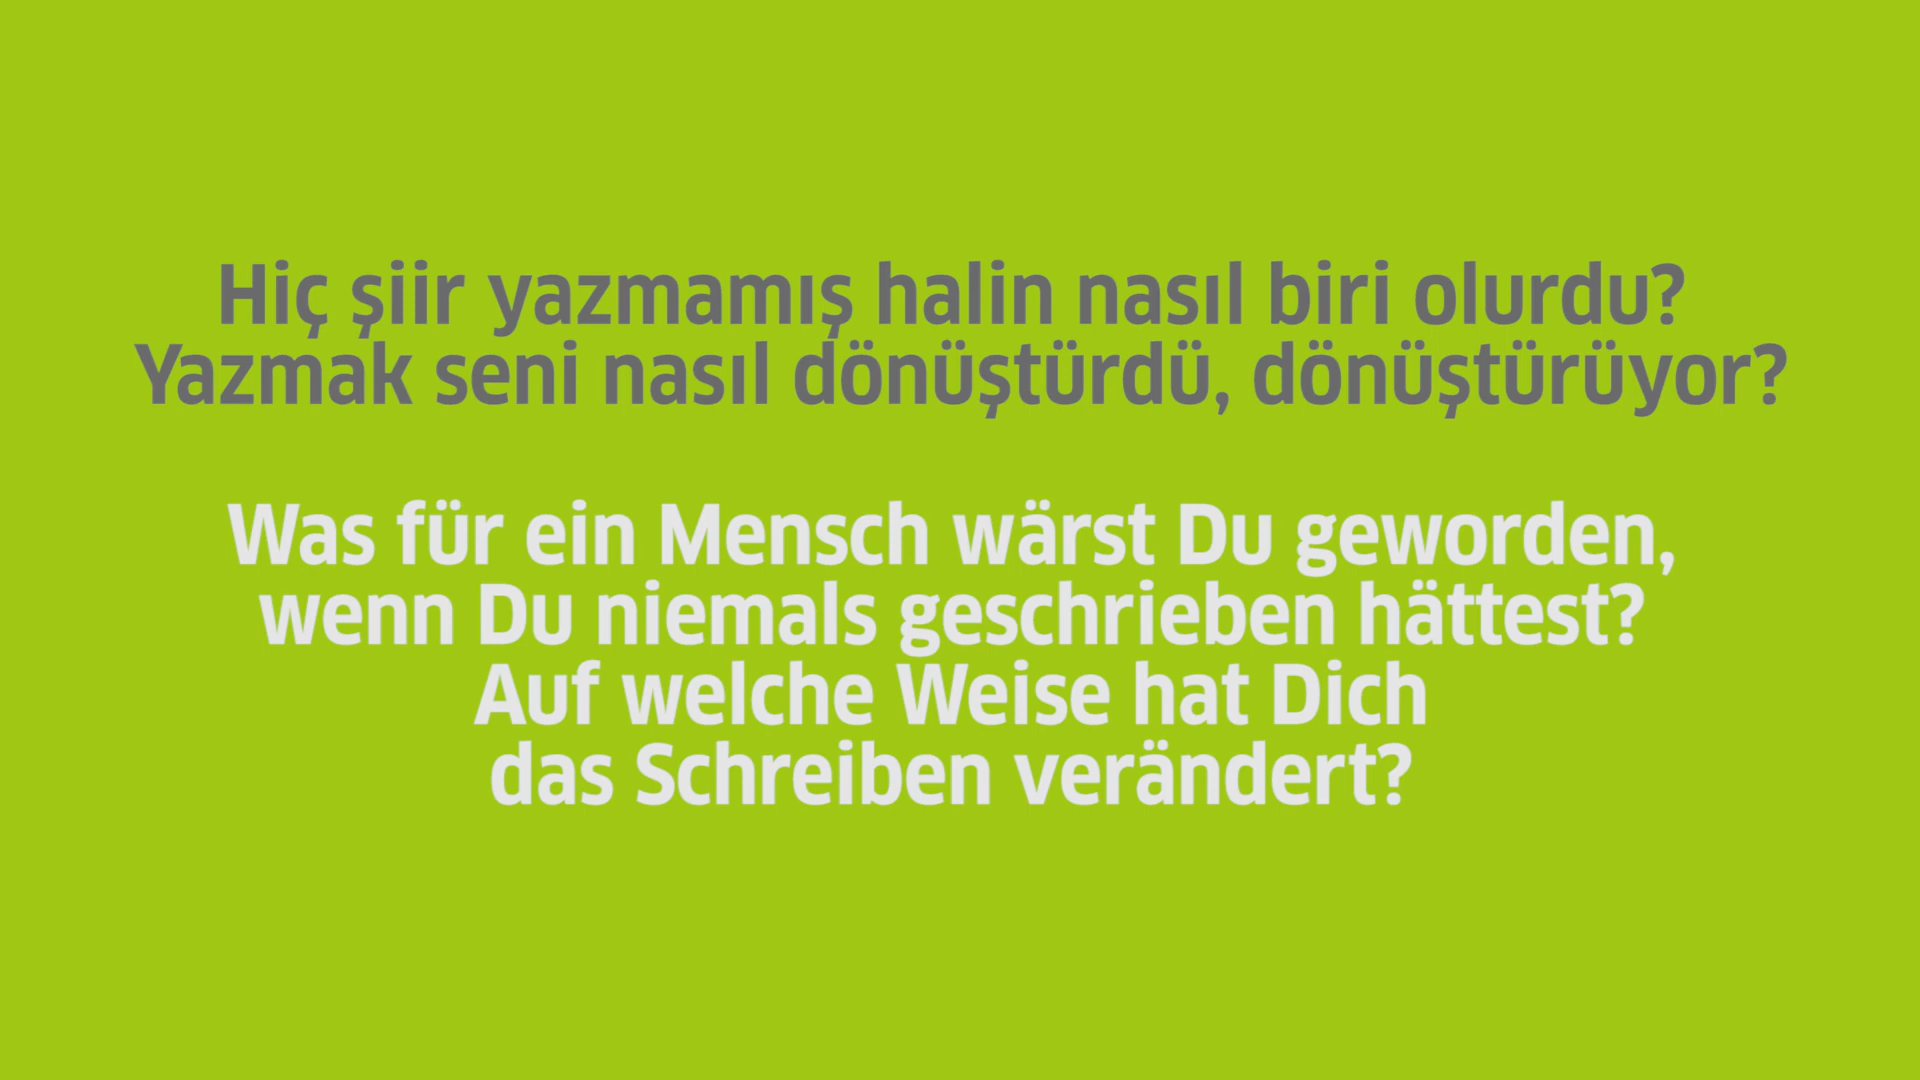 Hiç şiir yazmamış halin nasıl biri olurdu?
Yazmak seni nasıl dönüştürdü, dönüştürüyor?
Was für ein Mensch wärst Du geworden,
wenn Du niemals geschrieben hättest?
Auf welche Weise hat Dich
das Schreiben verändert?